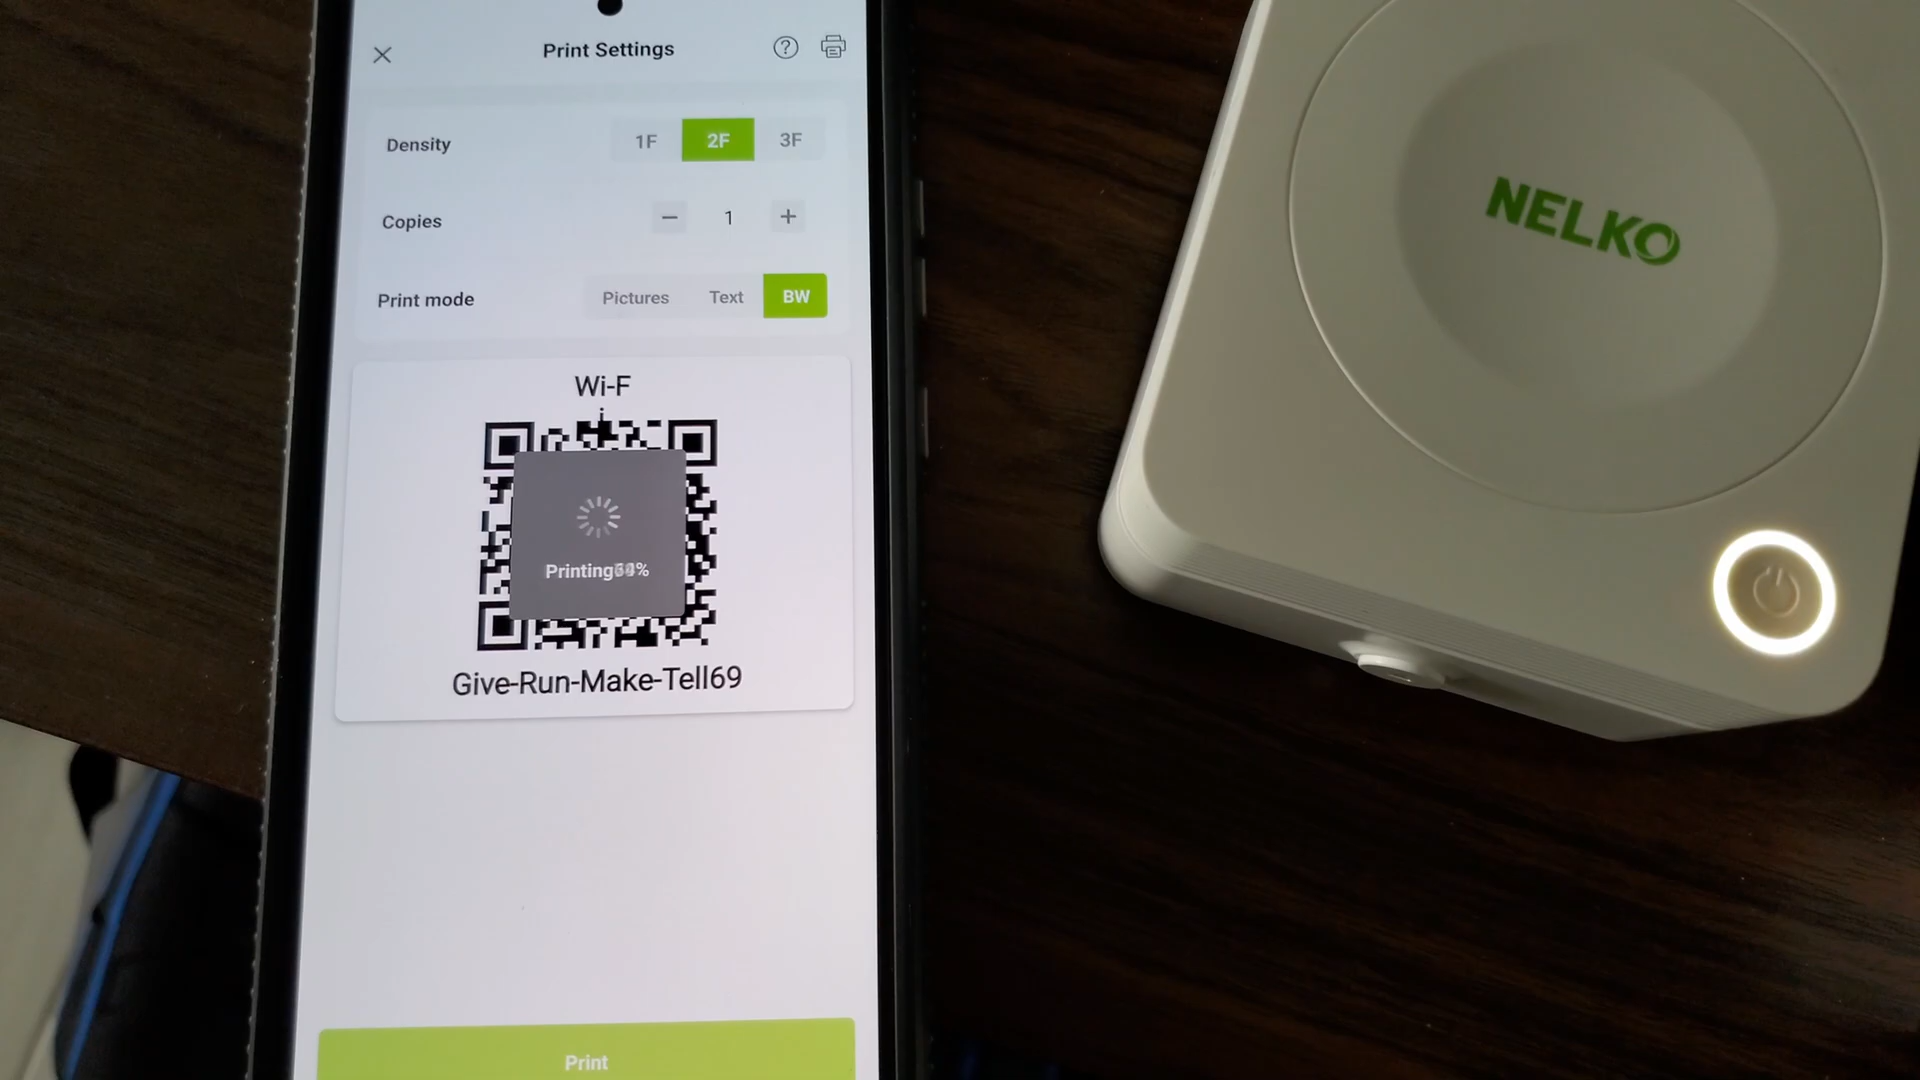 Print Settings
Density 1F 2F 3F
Copies 1
Print mode Pictures Text BW
Wi-F
i
Printing
Give-Run-Make-Tell69
Print
NELKO